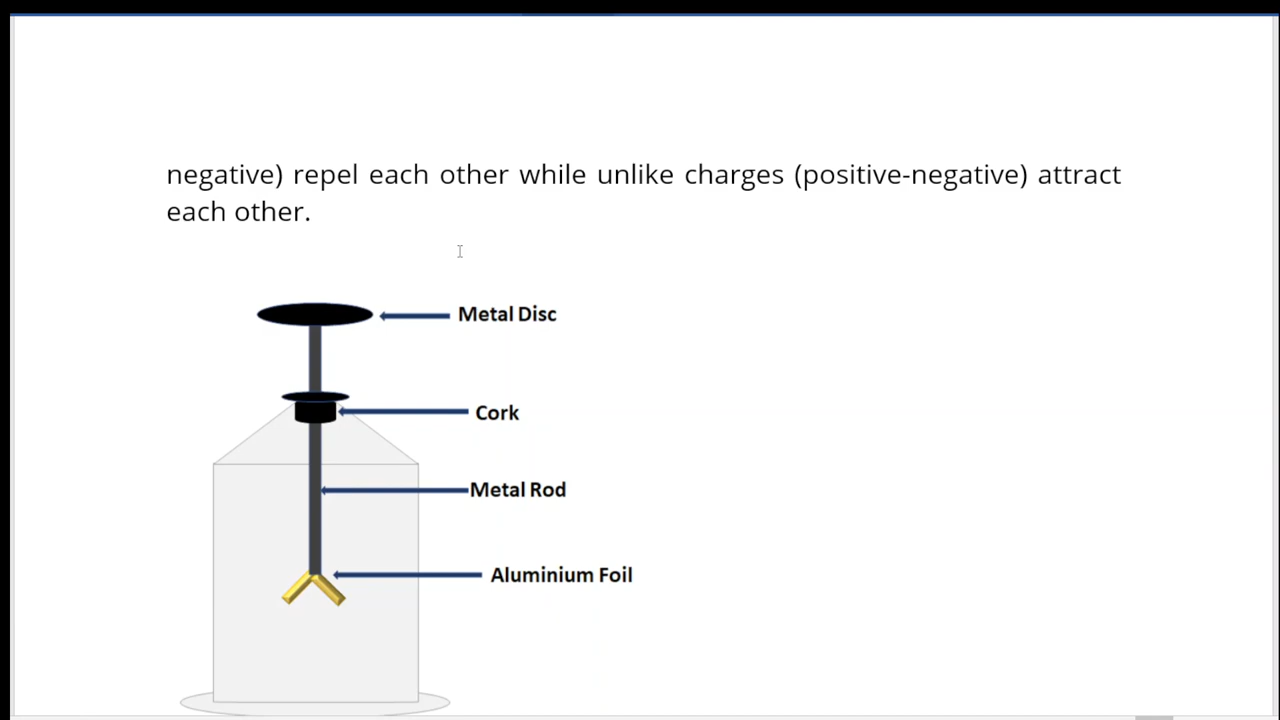 negative) repel each other while unlike charges (positive-negative) attract
each other.
Metal Disc
Cork
Metal Rod
Aluminium Foil